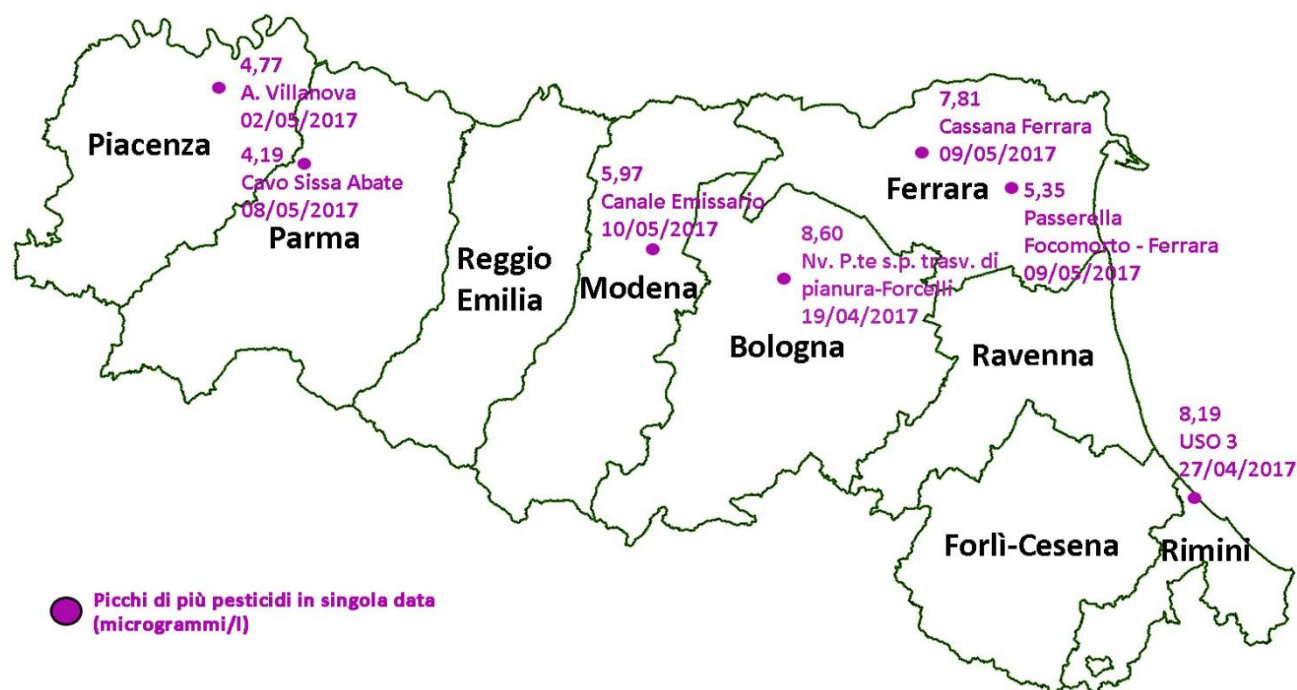 4,77
A. Villanova
02/05/2017
Piacenza
4,19
Cavo Sissa Abate
08/05/2017
Parma
Reggio
Emilia
5,97
Canale Emissario
10/05/2017
Modena
8,60
Nv. P.te s.p. trasv. di
pianura-Forcelli
19/04/2017
Bologna
7,81
Cassana Ferrara
09/05/2017
Ferrara
5,35
Passerella
Focomorto - Ferrara
09/05/2017
Ravenna
8,19
USO 3
27/04/2017
Forlì-Cesena
Rimini
Picchi di più pesticidi in singola data
(microgrammi/l)